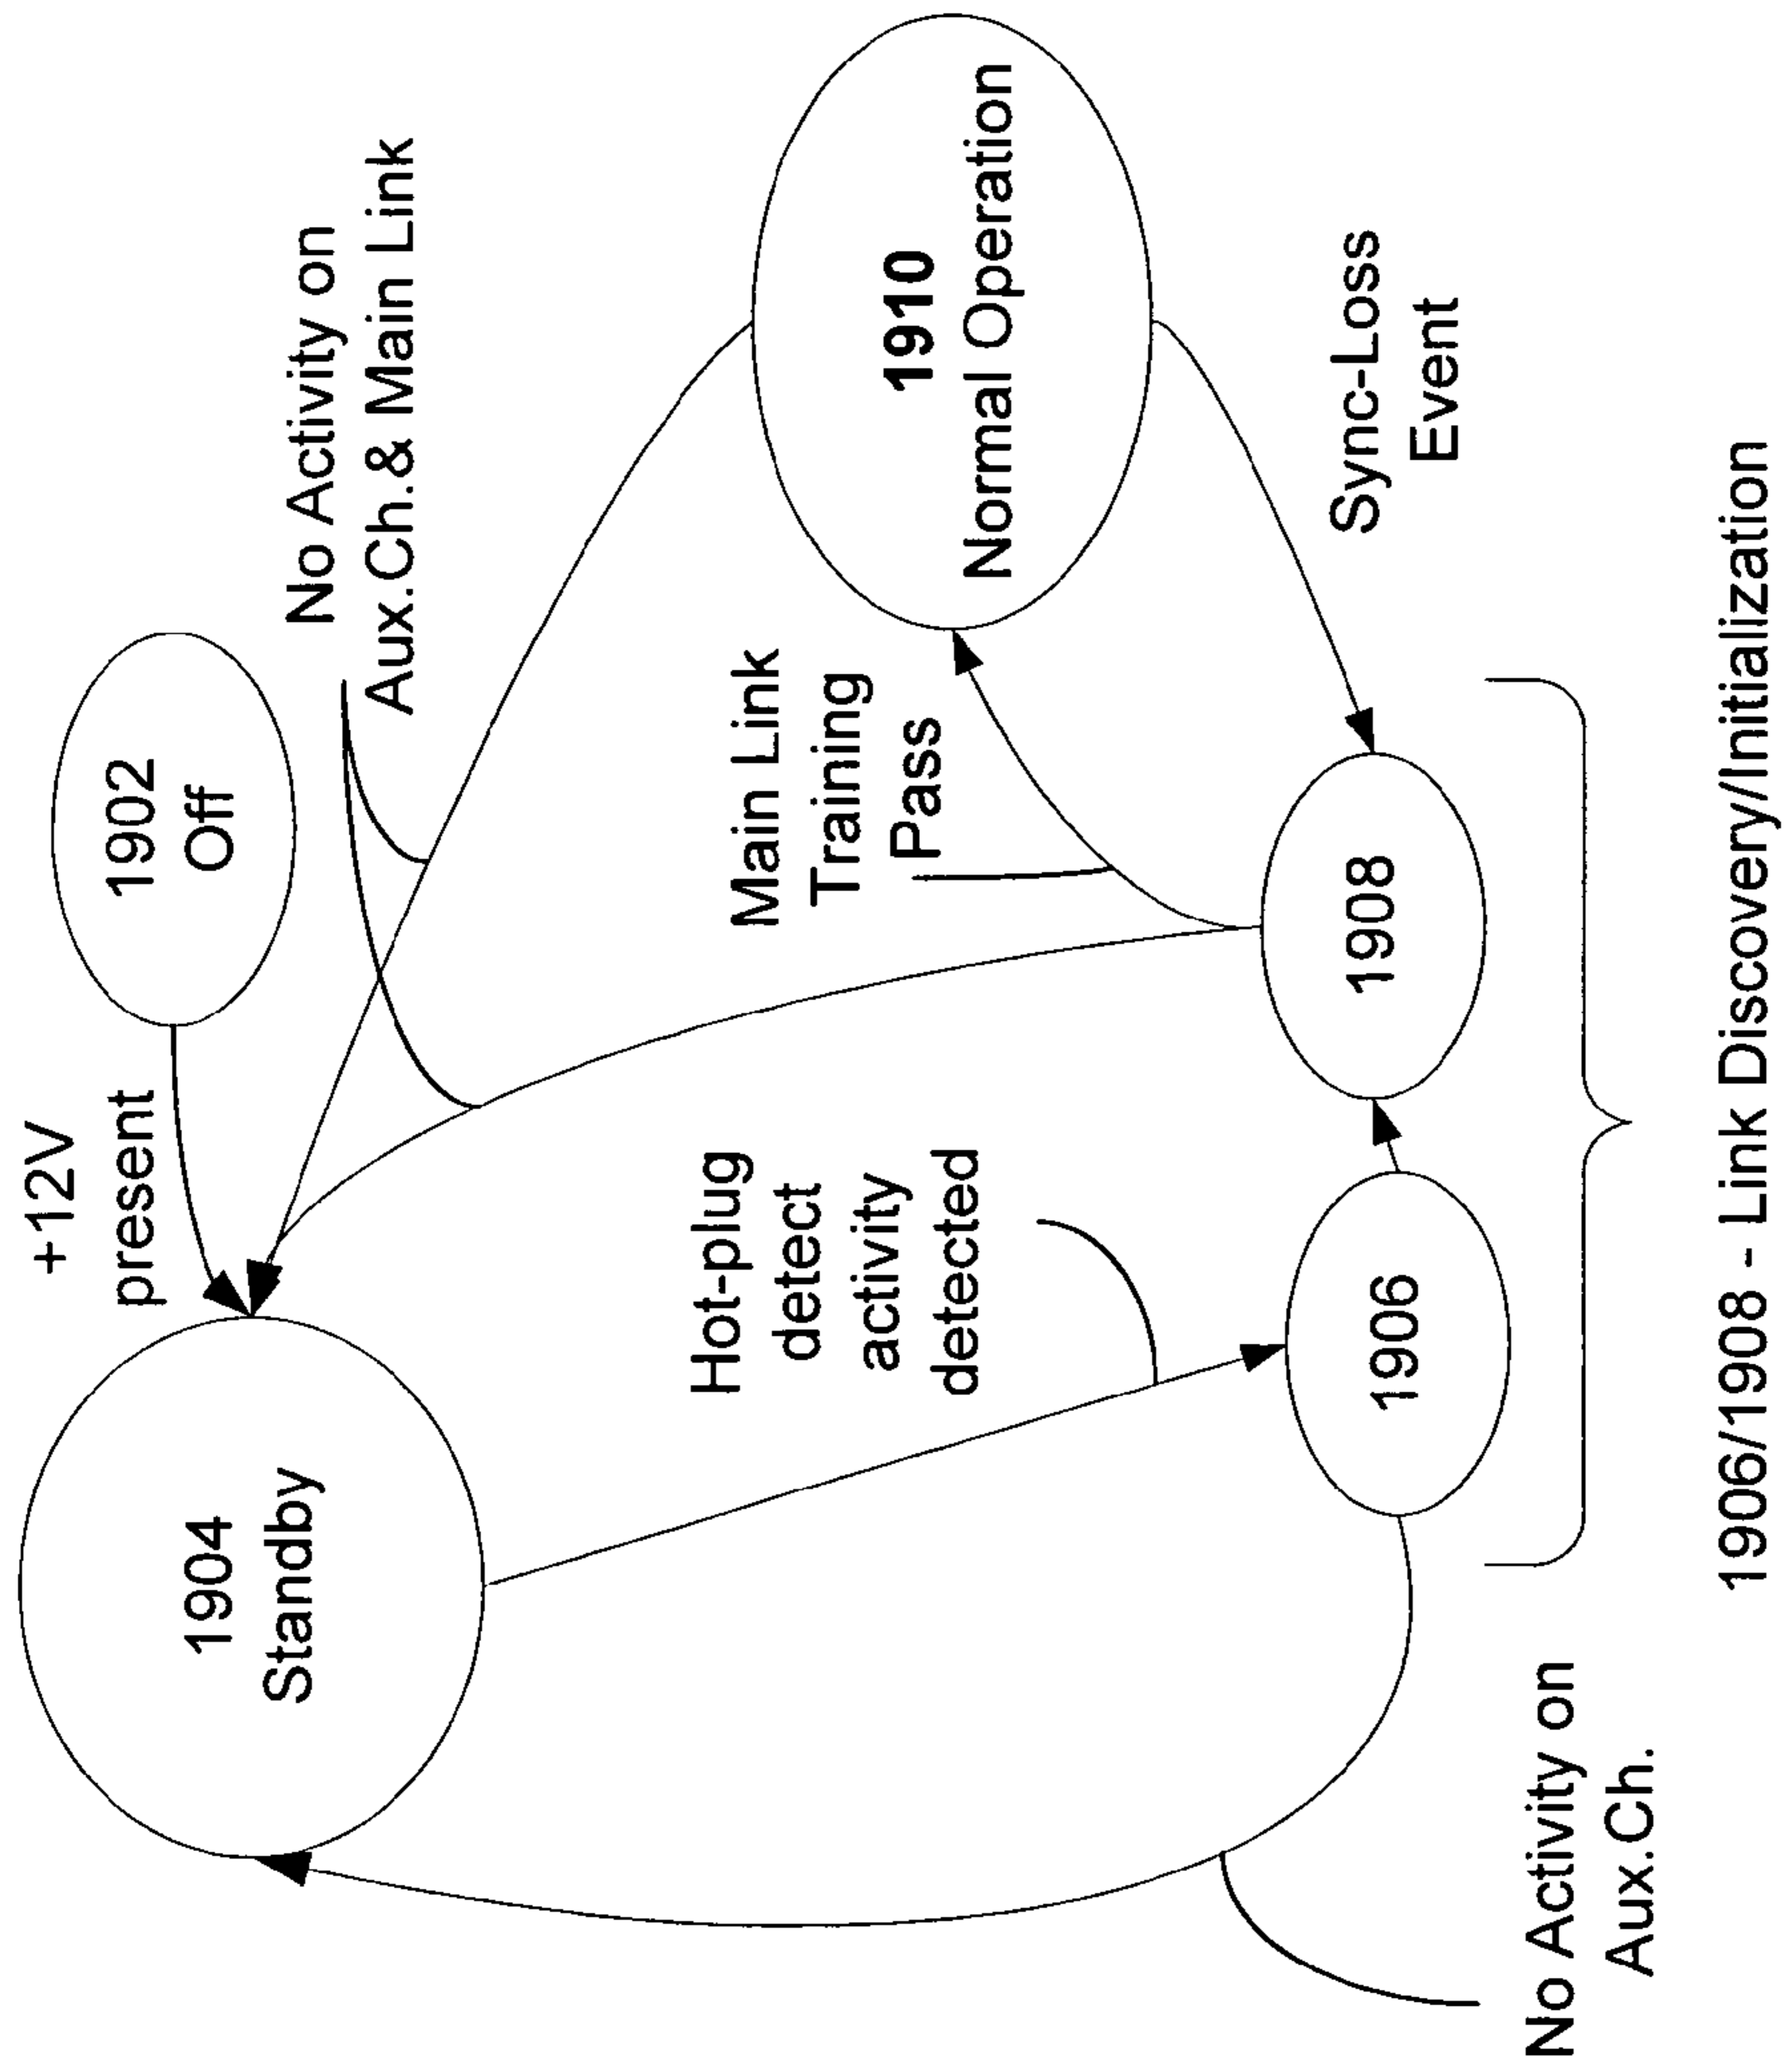 1902
Off
+12V
present
No Activity on
Aux.Ch.& Main Link
1904
Standby
Hot-plug
detect
activity
detected
Main Link
Training
Pass
1910
Normal Operation
Sync-Loss
Event
1906
1908
No Activity on
Aux.Ch.
1906/1908 - Link Discovery/Initialization